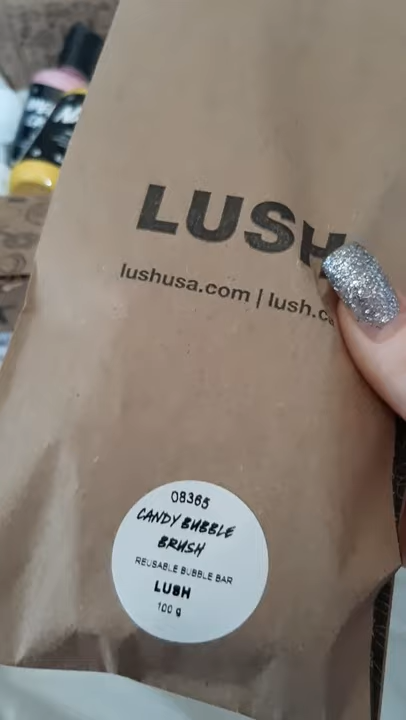 LUSH
lushusa.com | lush.c
08365
CANDY BUBBLE
BRUSH
REUSABLE BUBBLE BAR
LUSH
100 g